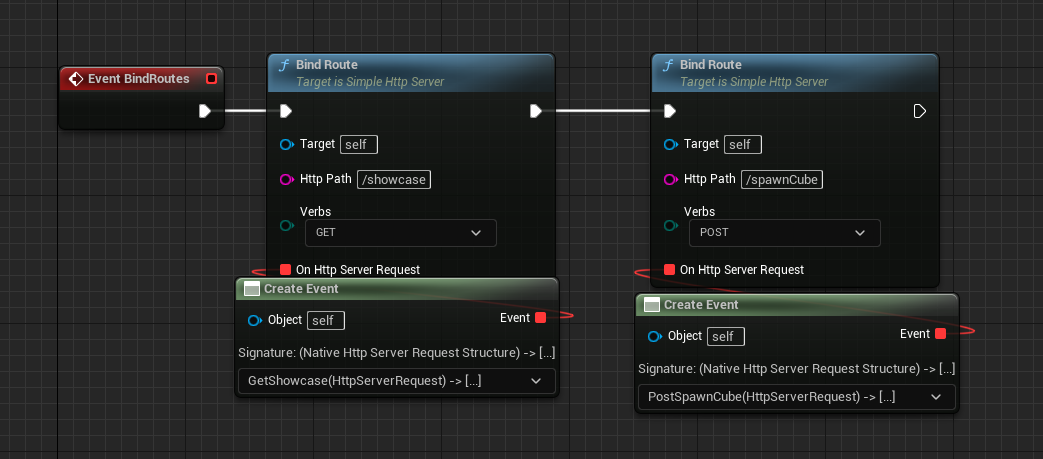 Event BindRoutes
Bind Route
Target is Simple Http Server
Target self
Http Path /showcase
Verbs
GET
On Http Server Request
Create Event
Object self
Event
Signature: (Native Http Server Request Structure) -> [...]
GetShowcase(HttpServerRequest) -> [...]
Bind Route
Target is Simple Http Server
Target self
Http Path /spawnCube
Verbs
POST
On Http Server Request
Create Event
Object self
Event
Signature: (Native Http Server Request Structure) -> [...]
PostSpawnCube(HttpServerRequest) -> [...]